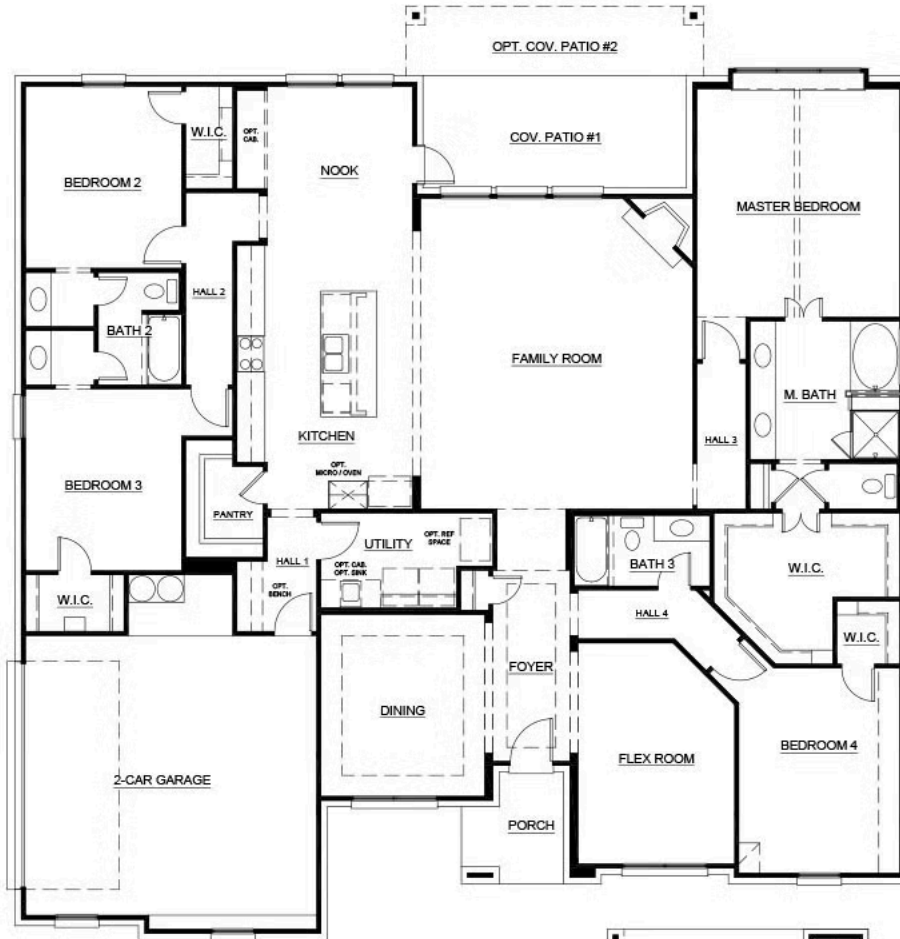 OPT. COV. PATIO #2
COV. PATIO #1
W.I.C.
OPT.
CAB.
NOOK
BEDROOM 2
MASTER BEDROOM
HALL 2
BATH 2
FAMILY ROOM
M. BATH
HALL 3
KITCHEN
OPT.
MICRO / OVEN
BEDROOM 3
PANTRY
UTILITY
OPT. REF
SPACE
HALL 1
OPT. CAB.
OPT. SINK
BATH 3
W.I.C.
OPT.
BENCH
W.I.C.
HALL 4
W.I.C.
FOYER
DINING
FLEX ROOM
BEDROOM 4
2-CAR GARAGE
PORCH